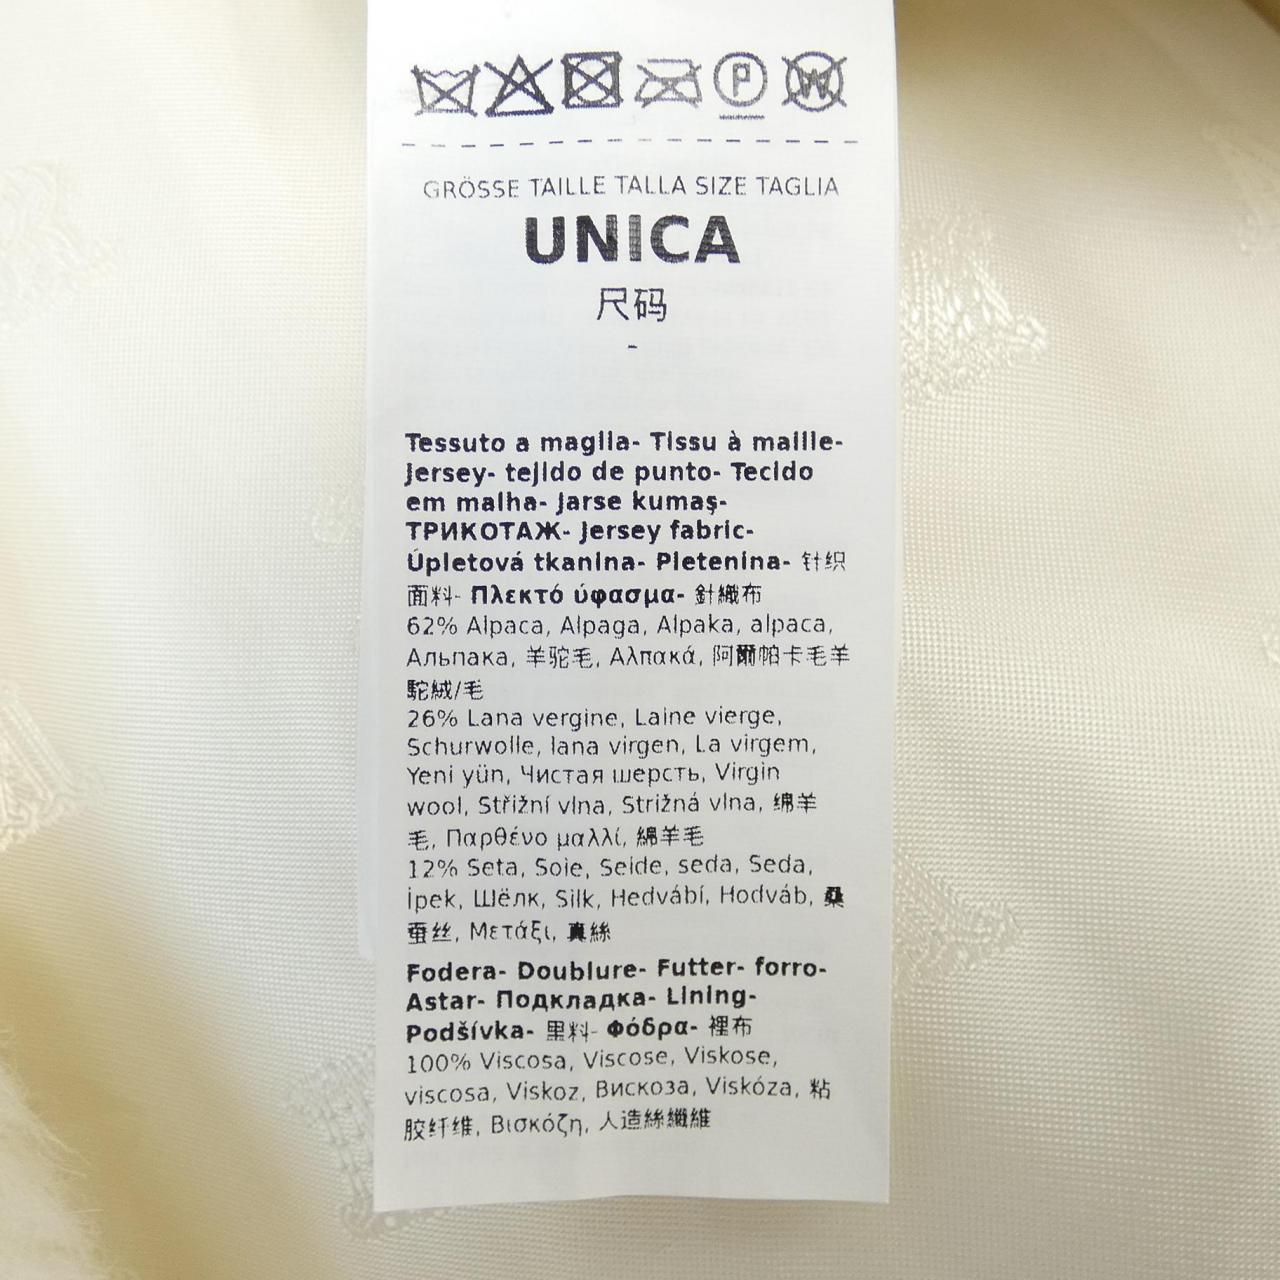 P
W
GRÖSSE TAILLE TALLA SIZE TAGLIA
UNICA
尺码
-
Tessuto a maglia- Tissu à maille-
Jersey- tejido de punto- Tecido
em malha- Jarse kumaş-
ТРИКОТАЖ- Jersey fabric-
Úpletová tkanina- Pletenina- 针织
面料- Πλεκτό ύφασμα- 針織布
62% Alpaca, Alpaga, Alpaka, alpaca,
Альпака, 羊驼毛, Αλπακά, 阿爾帕卡毛羊
駝絨/毛
26% Lana vergine, Laine vierge,
Schurwolle, lana virgen, La virgem,
Yeni yün, Чистая шерсть, Virgin
wool, Střižní vlna, Strižná vlna, 绵羊
毛, Παρθένο μαλλί, 綿羊毛
12% Seta, Soie, Seide, seda, Seda,
İpek, Шёлк, Silk, Hedvábí, Hodváb, 桑
蚕丝, Μετάξι, 真絲
Fodera- Doublure- Futter- forro-
Astar- Подкладка- Lining-
Podšívka- 里料- Φόδρα- 裡布
100% Viscosa, Viscose, Viskose,
viscosa, Viskoz, Вискоза, Viskóza, 粘
胶纤维, Βισκόζη, 人造絲纖維